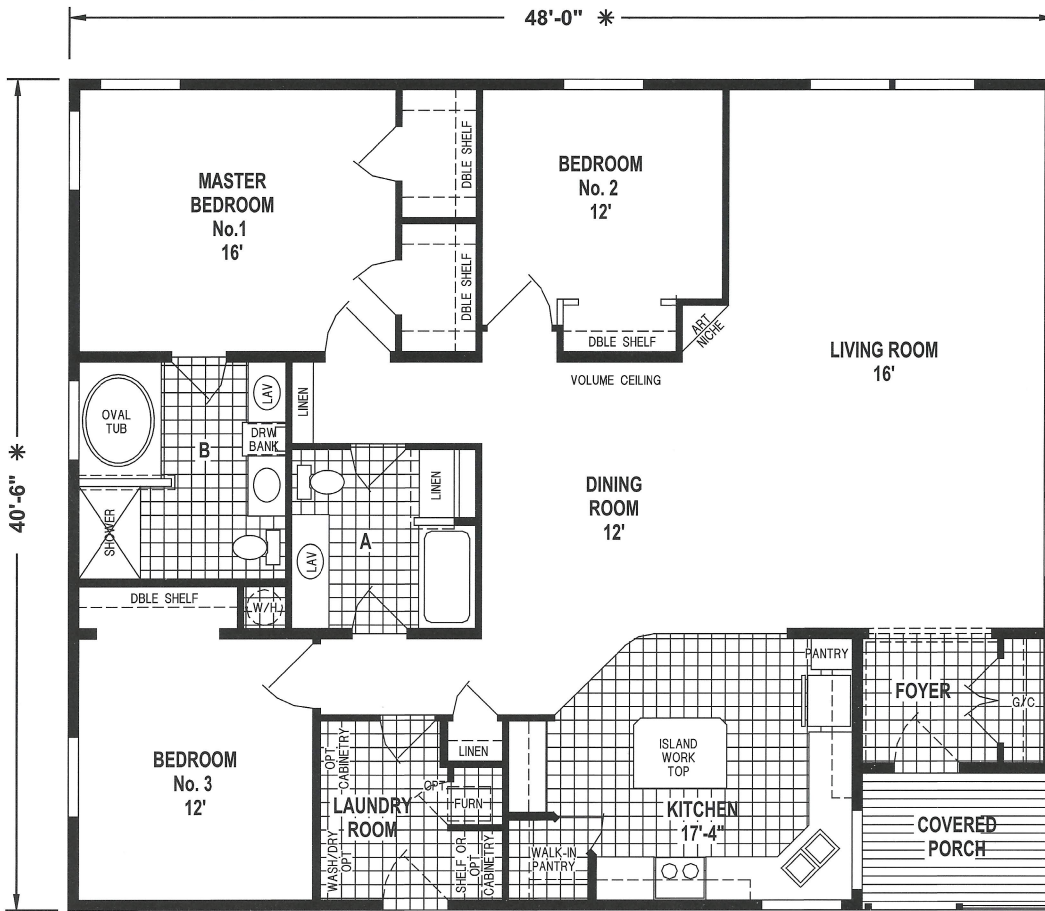 48'-0" ✳
40'-6" ✳
MASTER
BEDROOM
No.1
16'
DBLE SHELF
DBLE SHELF
BEDROOM
No. 2
12'
DBLE SHELF
ART
NICHE
VOLUME CEILING
LIVING ROOM
16'
OVAL
TUB
LAV
DRW
BANK
B
SHOWER
LINEN
LINEN
A
LAV
DINING
ROOM
12'
DBLE SHELF
W/H
BEDROOM
No. 3
12'
OPT
CABINETRY
LINEN
OPT
FURN
LAUNDRY
ROOM
WASH/DRY
OPT
SHELF OR
OPT
CABINETRY
PANTRY
ISLAND
WORK
TOP
KITCHEN
17'-4"
WALK-IN
PANTRY
FOYER
G/C
COVERED
PORCH